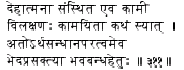 देहात्मना संस्थित एव कामी
विलक्षणः कामयिता कथं स्यात् ।
अतोऽर्थसन्धानपरत्वमेव
भेदप्रसक्त्या भवबन्धहेतुः ॥ ३११॥